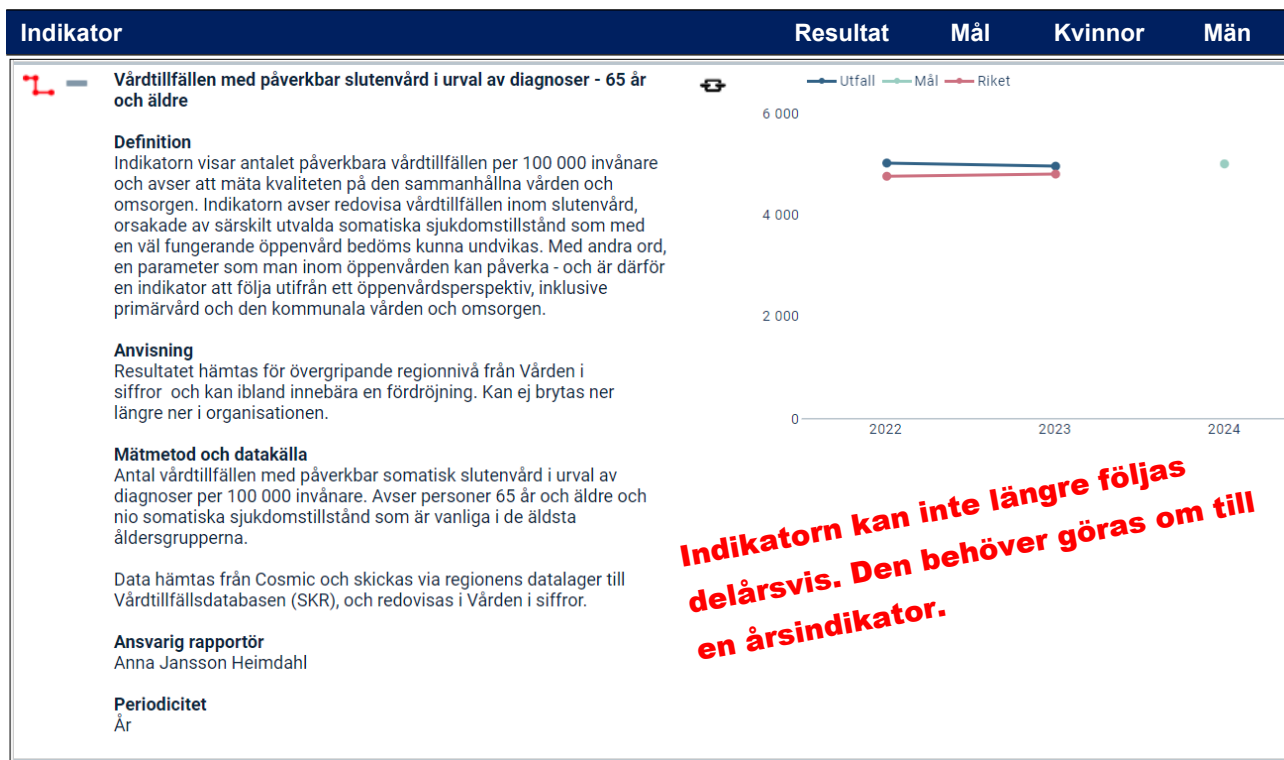 Indikator Resultat Mål Kvinnor Män
Vårdtillfällen med påverkbar slutenvård i urval av diagnoser - 65 år
och äldre
Definition
Indikatorn visar antalet påverkbara vårdtillfällen per 100 000 invånare
och avser att mäta kvaliteten på den sammanhållna vården och
omsorgen. Indikatorn avser redovisa vårdtillfällen inom slutenvård,
orsakade av särskilt utvalda somatiska sjukdomstillstånd som med
en väl fungerande öppenvård bedöms kunna undvikas. Med andra ord,
en parameter som man inom öppenvården kan påverka - och är därför
en indikator att följa utifrån ett öppenvårdsperspektiv, inklusive
primärvård och den kommunala vården och omsorgen.
Anvisning
Resultatet hämtas för övergripande regionnivå från Vården i
siffror och kan ibland innebära en fördröjning. Kan ej brytas ner
längre ner i organisationen.
Mätmetod och datakälla
Antal vårdtillfällen med påverkbar somatisk slutenvård i urval av
diagnoser per 100 000 invånare. Avser personer 65 år och äldre och
nio somatiska sjukdomstillstånd som är vanliga i de äldsta
åldersgrupperna.
Data hämtas från Cosmic och skickas via regionens datalager till
Vårdtillfällsdatabasen (SKR), och redovisas i Vården i siffror.
Ansvarig rapportör
Anna Jansson Heimdahl
Periodicitet
År
Utfall Mål Riket
6 000
4 000
2 000
0
2022 2023 2024
Indikatorn kan inte längre följas
delårsvis. Den behöver göras om till
en årsindikator.